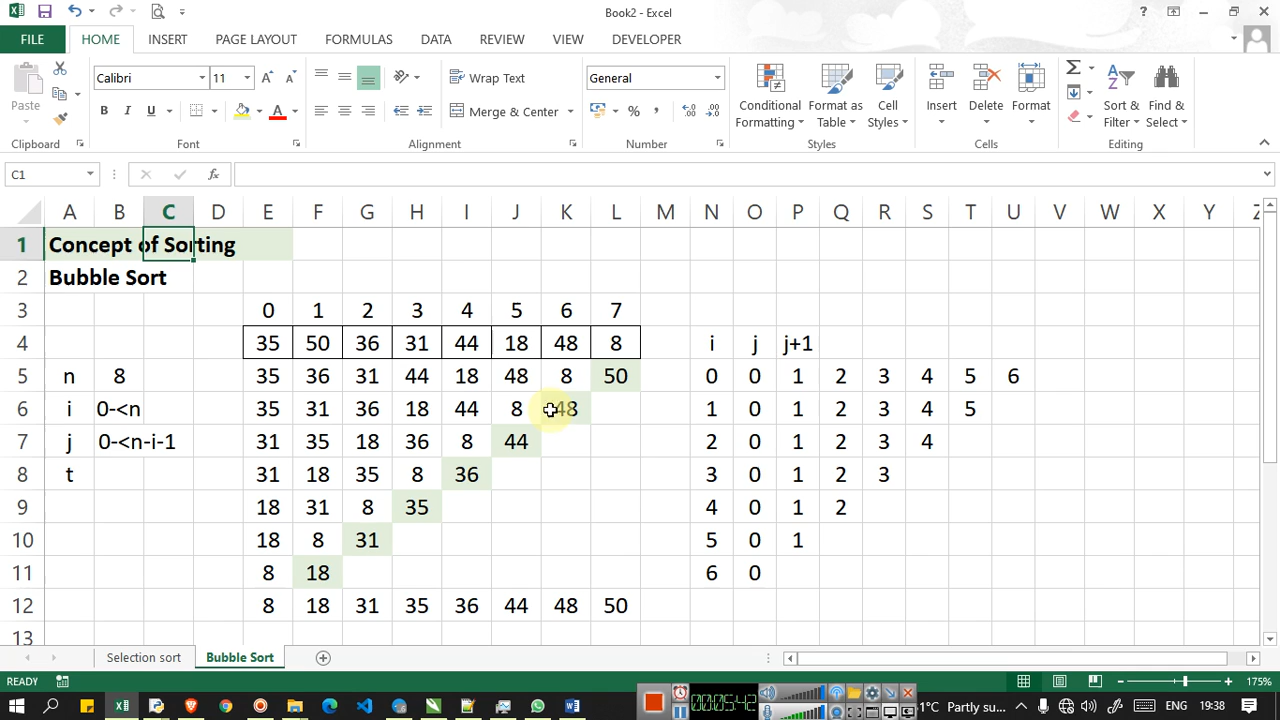 Book2 - Excel
FILE HOME INSERT PAGE LAYOUT FORMULAS DATA REVIEW VIEW DEVELOPER
Calibri 11 Wrap Text General
Paste Merge & Center Conditional Formatting Format as Table Cell Styles Insert Delete Format Sort & Filter Find & Select
Clipboard Font Alignment Number Styles Cells Editing
C1
A B C D E F G H I J K L M N O P Q R S T U V W X Y Z
1 Concept of Sorting
2 Bubble Sort
3 0 1 2 3 4 5 6 7
4 35 50 36 31 44 18 48 8 i j j+1
5 n 8 35 36 31 44 18 48 8 50 0 0 1 2 3 4 5 6
6 i 0-<n 35 31 36 18 44 8 48 1 0 1 2 3 4 5
7 j 0-<n-i-1 31 35 18 36 8 44 2 0 1 2 3 4
8 t 31 18 35 8 36 3 0 1 2 3
9 18 31 8 35 4 0 1 2
10 18 8 31 5 0 1
11 8 18 6 0
12 8 18 31 35 36 44 48 50
13
Selection sort Bubble Sort
READY 175%
00:05:42 1°C Partly su... ENG 19:38